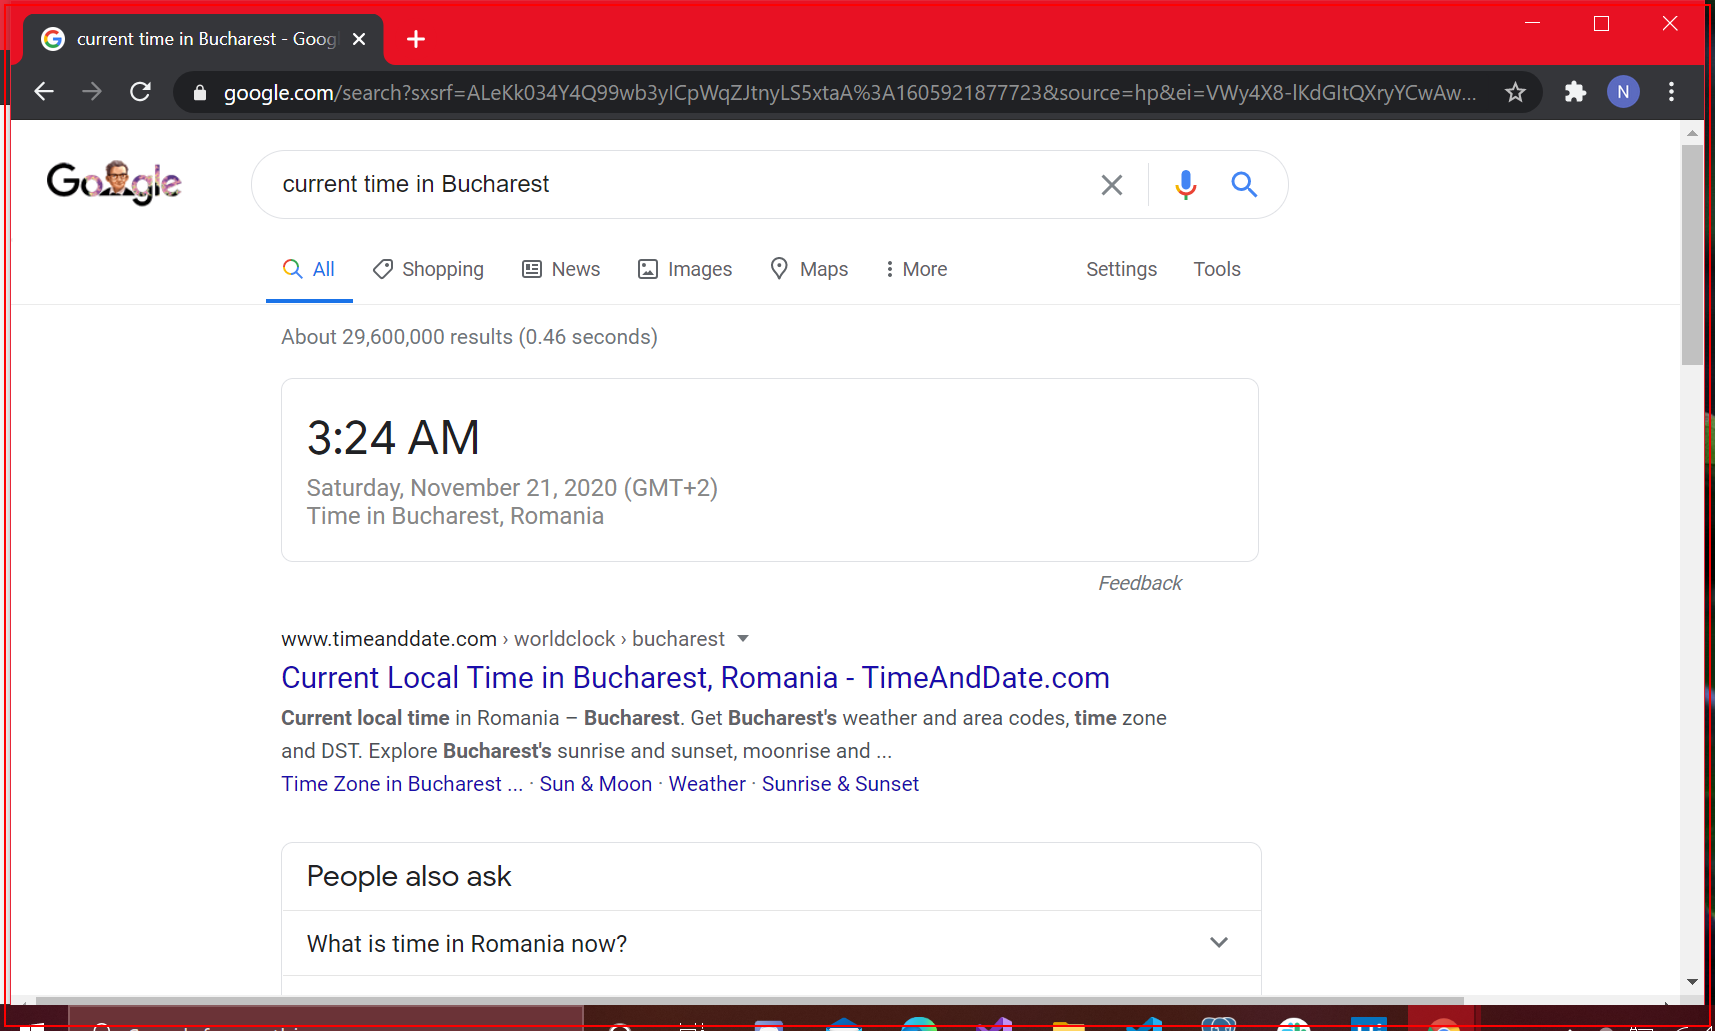 current time in Bucharest - Goog
google.com/search?sxsrf=ALeKk034Y4Q99wb3yICpWqZJtnyLS5xtaA%3A1605921877723&source=hp&ei=VWy4X8-IKdGItQXryYCwAw...
N
Google
current time in Bucharest
All Shopping News Images Maps More Settings Tools
About 29,600,000 results (0.46 seconds)
3:24 AM
Saturday, November 21, 2020 (GMT+2)
Time in Bucharest, Romania
Feedback
www.timeanddate.com › worldclock › bucharest
Current Local Time in Bucharest, Romania - TimeAndDate.com
Current local time in Romania – Bucharest. Get Bucharest's weather and area codes, time zone
and DST. Explore Bucharest's sunrise and sunset, moonrise and ...
Time Zone in Bucharest ... · Sun & Moon · Weather · Sunrise & Sunset
People also ask
What is time in Romania now?